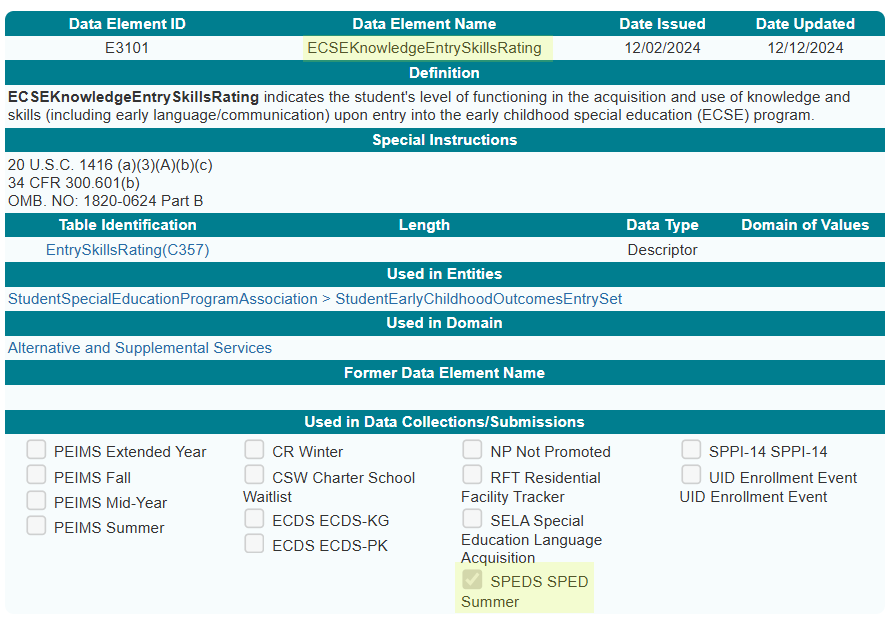 Data Element ID Data Element Name Date Issued Date Updated
E3101 ECSEKnowledgeEntrySkillsRating 12/02/2024 12/12/2024
Definition
ECSEKnowledgeEntrySkillsRating indicates the student's level of functioning in the acquisition and use of knowledge and
skills (including early language/communication) upon entry into the early childhood special education (ECSE) program.
Special Instructions
20 U.S.C. 1416 (a)(3)(A)(b)(c)
34 CFR 300.601(b)
OMB. NO: 1820-0624 Part B
Table Identification Length Data Type Domain of Values
EntrySkillsRating(C357) Descriptor
Used in Entities
StudentSpecialEducationProgramAssociation > StudentEarlyChildhoodOutcomesEntrySet
Used in Domain
Alternative and Supplemental Services
Former Data Element Name
Used in Data Collections/Submissions
PEIMS Extended Year
PEIMS Fall
PEIMS Mid-Year
PEIMS Summer
CR Winter
CSW Charter School
Waitlist
ECDS ECDS-KG
ECDS ECDS-PK
NP Not Promoted
RFT Residential
Facility Tracker
SELA Special
Education Language
Acquisition
SPEDS SPED
Summer
SPPI-14 SPPI-14
UID Enrollment Event
UID Enrollment Event